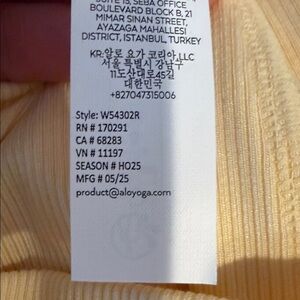 SUITE 15, SEBA OFFICE
BOULEVARD BLOCK B, 21
MIMAR SINAN STREET,
AYAZAGA MAHALLESI
DISTRICT, ISTANBUL, TURKEY
KR:알로 요가 코리아 LLC
서울 특별시 강남구
11도산대로45길
대한민국
+827047315006
Style: W54302R
RN # 170291
CA # 68283
VN # 11197
SEASON # HO25
MFG # 05/25
product@aloyoga.com